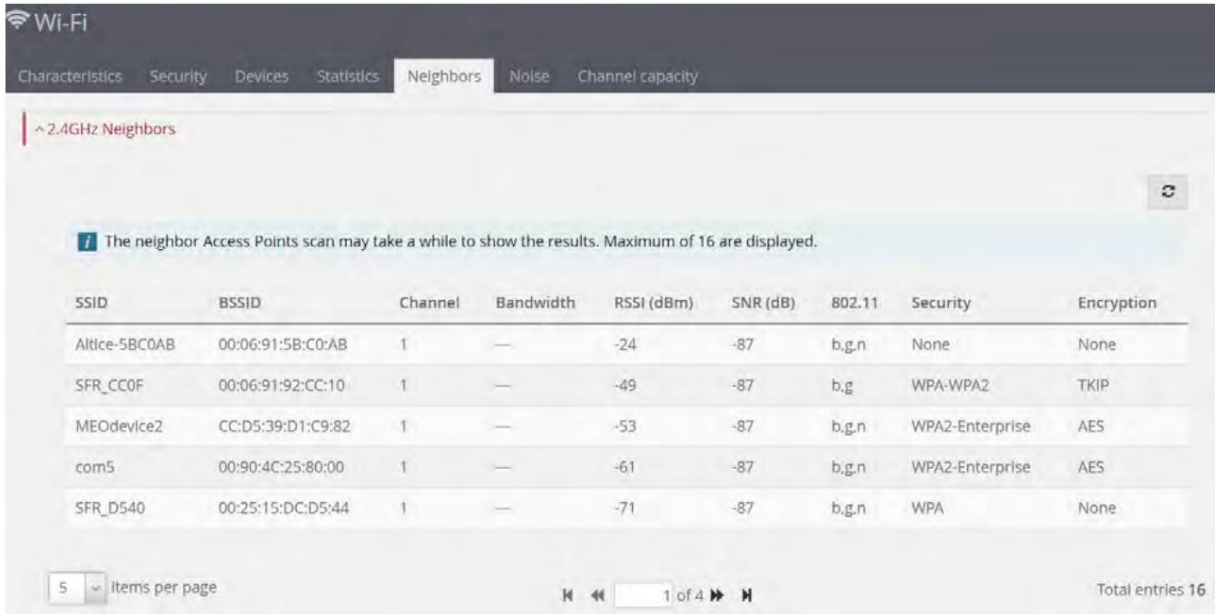 Wi-Fi
Characteristics Security Devices Statistics Neighbors Noise Channel capacity
2.4GHz Neighbors
i The neighbor Access Points scan may take a while to show the results. Maximum of 16 are displayed.
SSID BSSID Channel Bandwidth RSSI (dBm) SNR (dB) 802.11 Security Encryption
Altice-5BC0AB 00:06:91:5B:C0:AB 1 — -24 -87 b,g,n None None
SFR_CC0F 00:06:91:92:CC:10 1 — -49 -87 b,g WPA-WPA2 TKIP
MEOdevice2 CC:D5:39:D1:C9:82 1 — -53 -87 b,g,n WPA2-Enterprise AES
com5 00:90:4C:25:80:00 1 — -61 -87 b,g,n WPA2-Enterprise AES
SFR_D540 00:25:15:DC:D5:44 1 — -71 -87 b,g,n WPA None
5 items per page 1 of 4 Total entries 16